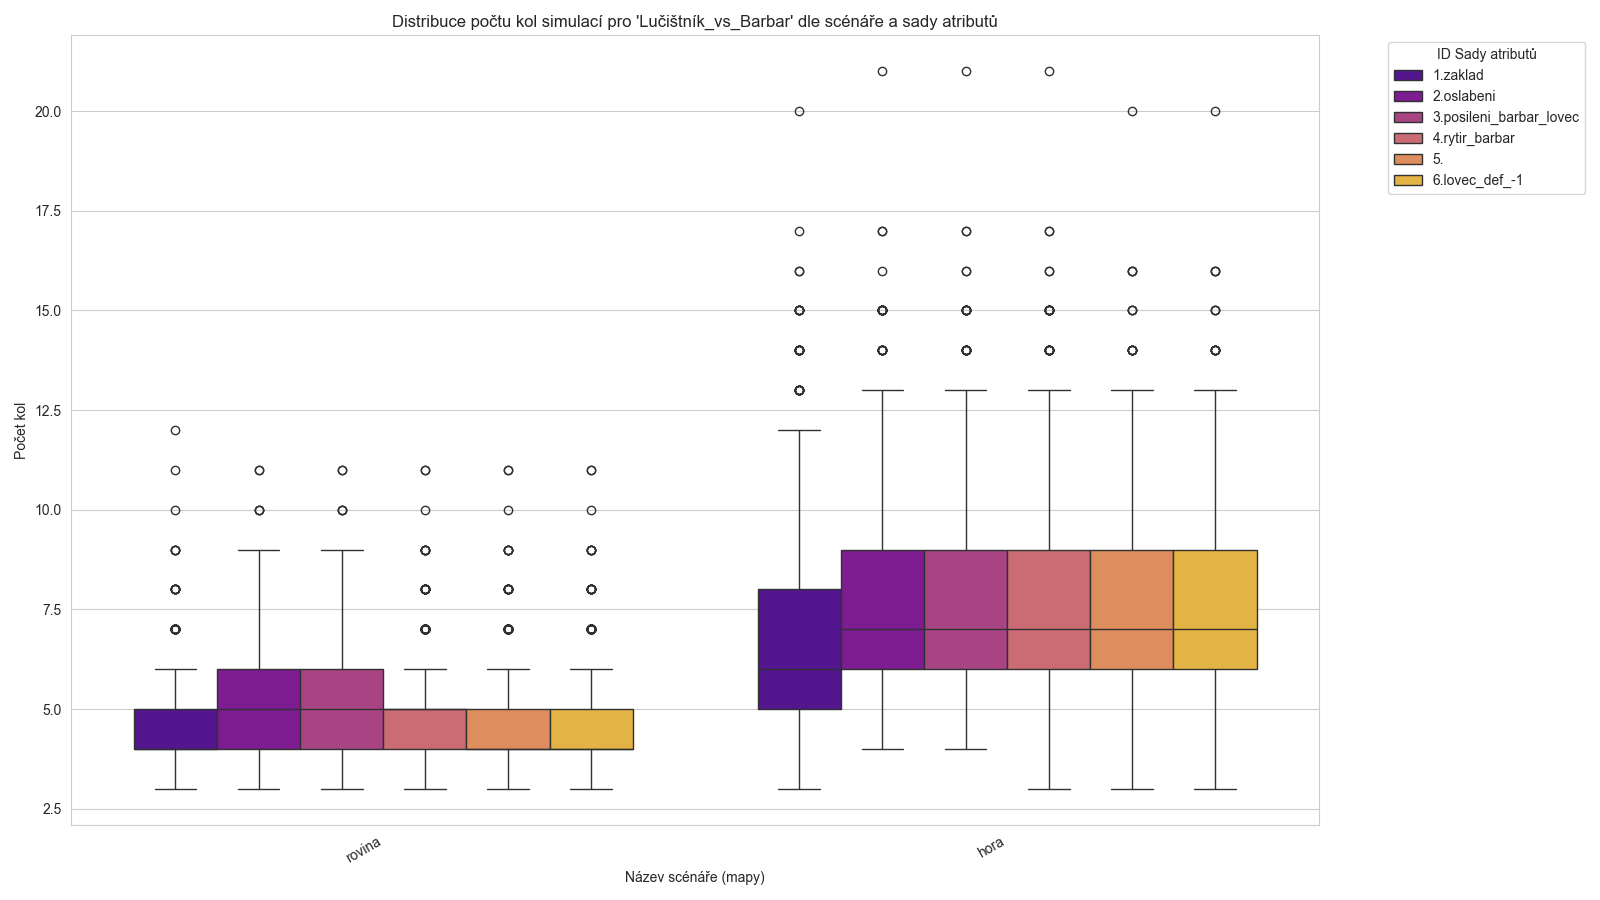 Distribuce počtu kol simulací pro 'Lučištník_vs_Barbar' dle scénáře a sady atributů
ID Sady atributů
1.zaklad
2.oslabeni
3.posileni_barbar_lovec
4.rytir_barbar
5.
6.lovec_def_-1
Počet kol
20.0
17.5
15.0
12.5
10.0
7.5
5.0
2.5
rovina
hora
Název scénáře (mapy)